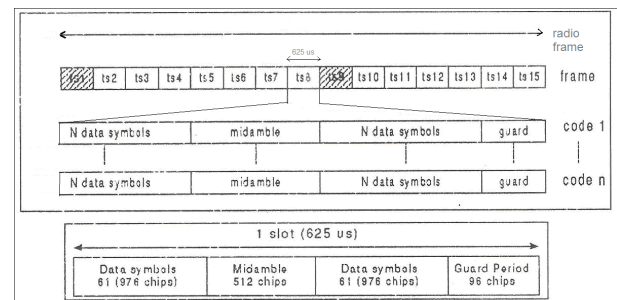 radio
frame
625 us
ts1 ts2 ts3 ts4 ts5 ts6 ts7 ts8 ts9 ts10 ts11 ts12 ts13 ts14 ts15 frame
N data symbols midamble N data symbols guard code 1
N data symbols midamble N data symbols guard code n
1 slot (625 us)
Data symbols Midamble Data symbols Guard Period
61 (976 chips) 512 chips 61 (976 chips) 96 chips